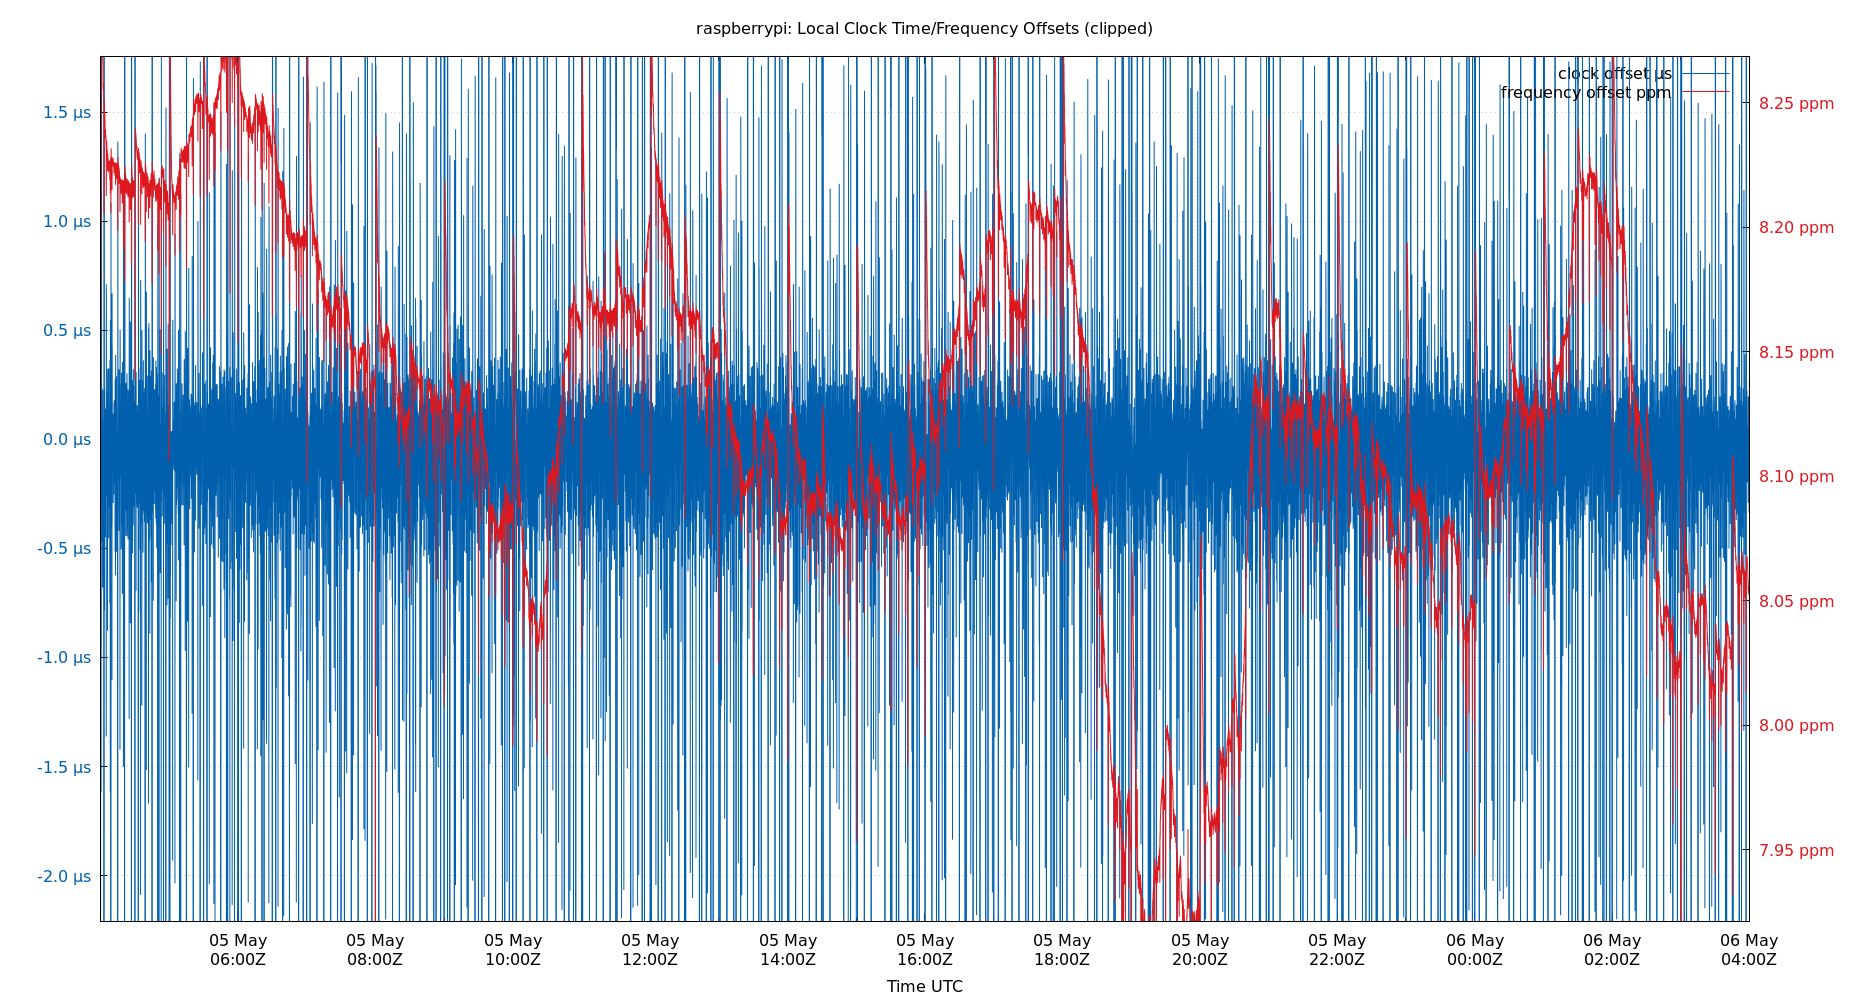 raspberrypi: Local Clock Time/Frequency Offsets (clipped)
clock offset µs
frequency offset ppm
1.5 µs
1.0 µs
0.5 µs
0.0 µs
-0.5 µs
-1.0 µs
-1.5 µs
-2.0 µs
8.25 ppm
8.20 ppm
8.15 ppm
8.10 ppm
8.05 ppm
8.00 ppm
7.95 ppm
05 May 05 May 05 May 05 May 05 May 05 May 05 May 05 May 05 May 06 May 06 May 06 May
06:00Z 08:00Z 10:00Z 12:00Z 14:00Z 16:00Z 18:00Z 20:00Z 22:00Z 00:00Z 02:00Z 04:00Z
Time UTC